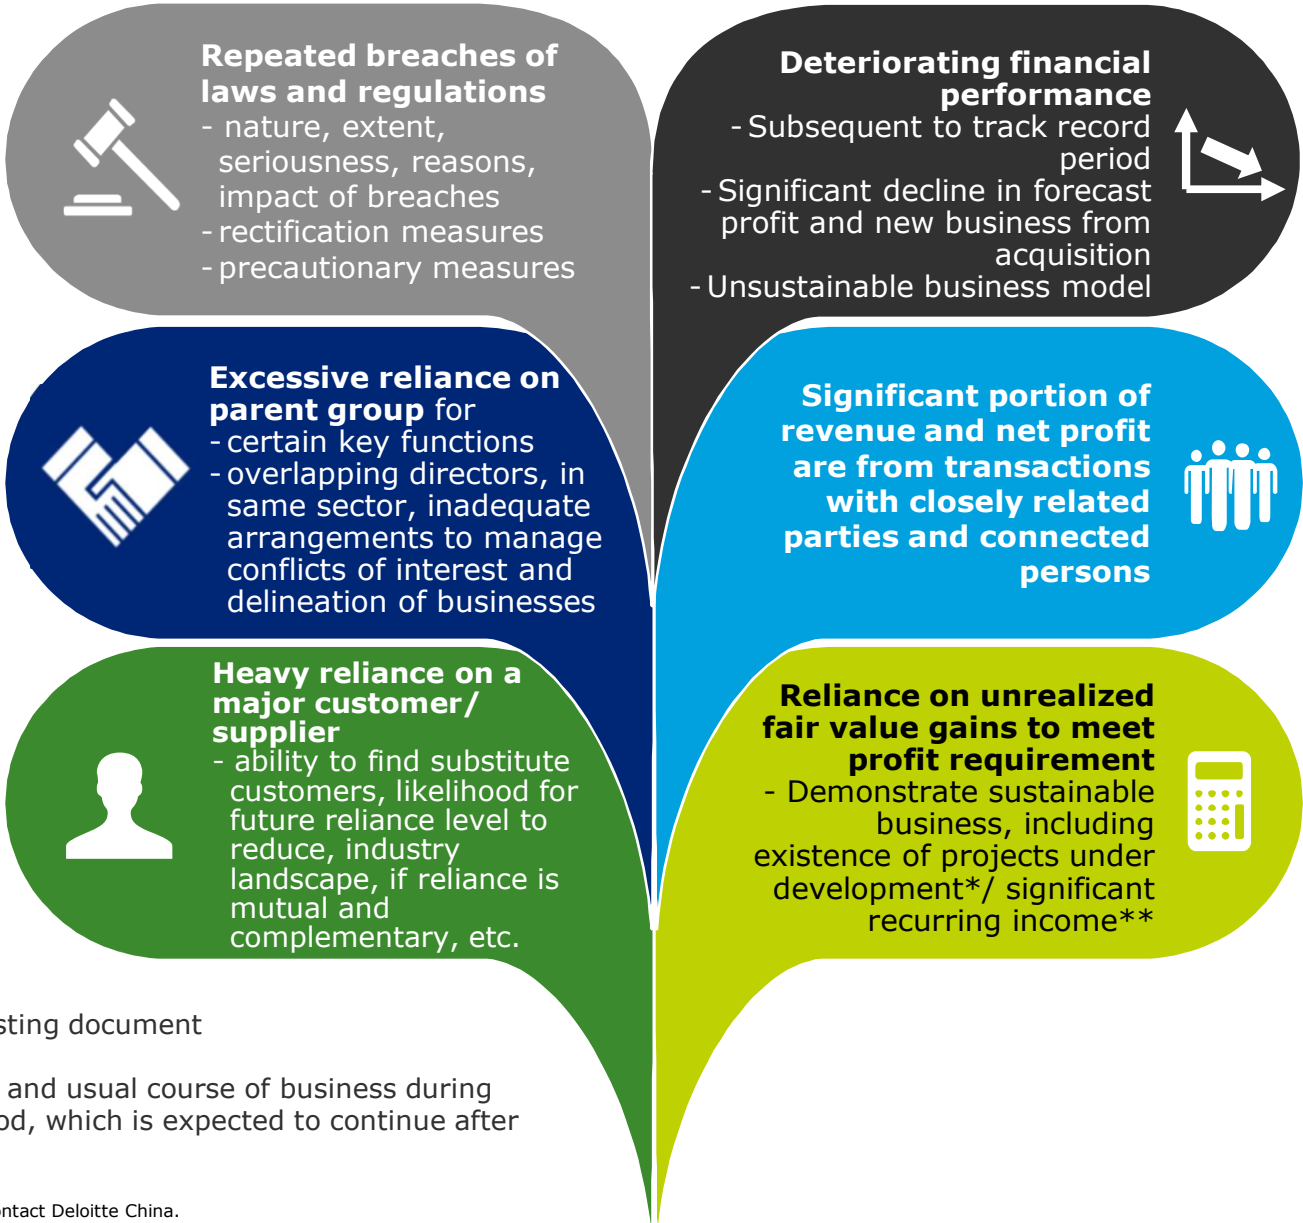 Repeated breaches of
laws and regulations
- nature, extent,
seriousness, reasons,
impact of breaches
- rectification measures
- precautionary measures
Deteriorating financial
performance
- Subsequent to track record
period
- Significant decline in forecast
profit and new business from
acquisition
- Unsustainable business model
Excessive reliance on
parent group for
- certain key functions
- overlapping directors, in
same sector, inadequate
arrangements to manage
conflicts of interest and
delineation of businesses
Significant portion of
revenue and net profit
are from transactions
with closely related
parties and connected
persons
Heavy reliance on a
major customer/
supplier
- ability to find substitute
customers, likelihood for
future reliance level to
reduce, industry
landscape, if reliance is
mutual and
complementary, etc.
Reliance on unrealized
fair value gains to meet
profit requirement
- Demonstrate sustainable
business, including
existence of projects under
development*/ significant
recurring income**
document
and usual course of business during
which is expected to continue after
Deloitte China.